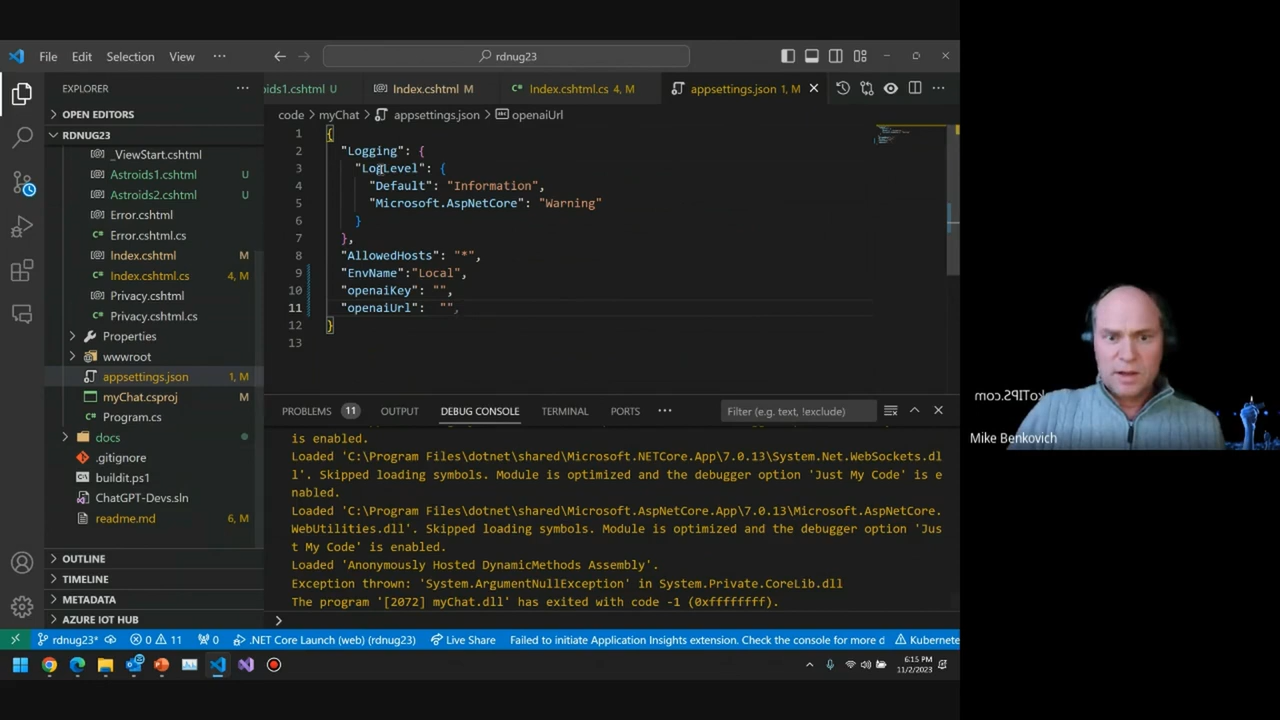 File Edit Selection View ··· rdnug23
EXPLORER ···
OPEN EDITORS
RDNUG23
_ViewStart.cshtml
Astroids1.cshtml U
Astroids2.cshtml U
Error.cshtml
Error.cshtml.cs
Index.cshtml M
Index.cshtml.cs 4, M
Privacy.cshtml
Privacy.cshtml.cs
Properties
wwwroot
appsettings.json 1, M
myChat.csproj M
Program.cs
docs
.gitignore
buildit.ps1
ChatGPT-Devs.sln
readme.md 6, M
OUTLINE
TIMELINE
METADATA
AZURE IOT HUB
oids1.cshtml U Index.cshtml M Index.cshtml.cs 4, M appsettings.json 1, M
code > myChat > appsettings.json > openaiUrl
1 {
2 "Logging": {
3 "LogLevel": {
4 "Default": "Information",
5 "Microsoft.AspNetCore": "Warning"
6 }
7 },
8 "AllowedHosts": "*",
9 "EnvName":"Local",
10 "openaiKey": "",
11 "openaiUrl": "",
12 }
13
PROBLEMS 11 OUTPUT DEBUG CONSOLE TERMINAL PORTS ··· Filter (e.g. text, !exclude)
is enabled.
Loaded 'C:\Program Files\dotnet\shared\Microsoft.NETCore.App\7.0.13\System.Net.WebSockets.dl
l'. Skipped loading symbols. Module is optimized and the debugger option 'Just My Code' is e
nabled.
Loaded 'C:\Program Files\dotnet\shared\Microsoft.AspNetCore.App\7.0.13\Microsoft.AspNetCore.
WebUtilities.dll'. Skipped loading symbols. Module is optimized and the debugger option 'Jus
t My Code' is enabled.
Loaded 'Anonymously Hosted DynamicMethods Assembly'.
Exception thrown: 'System.ArgumentNullException' in System.Private.CoreLib.dll
The program '[2072] myChat.dll' has exited with code -1 (0xffffffff).
rdnug23* 0 11 0 .NET Core Launch (web) (rdnug23) Live Share Failed to initiate Application Insights extension. Check the console for more d Kubernete
6:15 PM
11/2/2023
koTIPS.com
Mike Benkovich